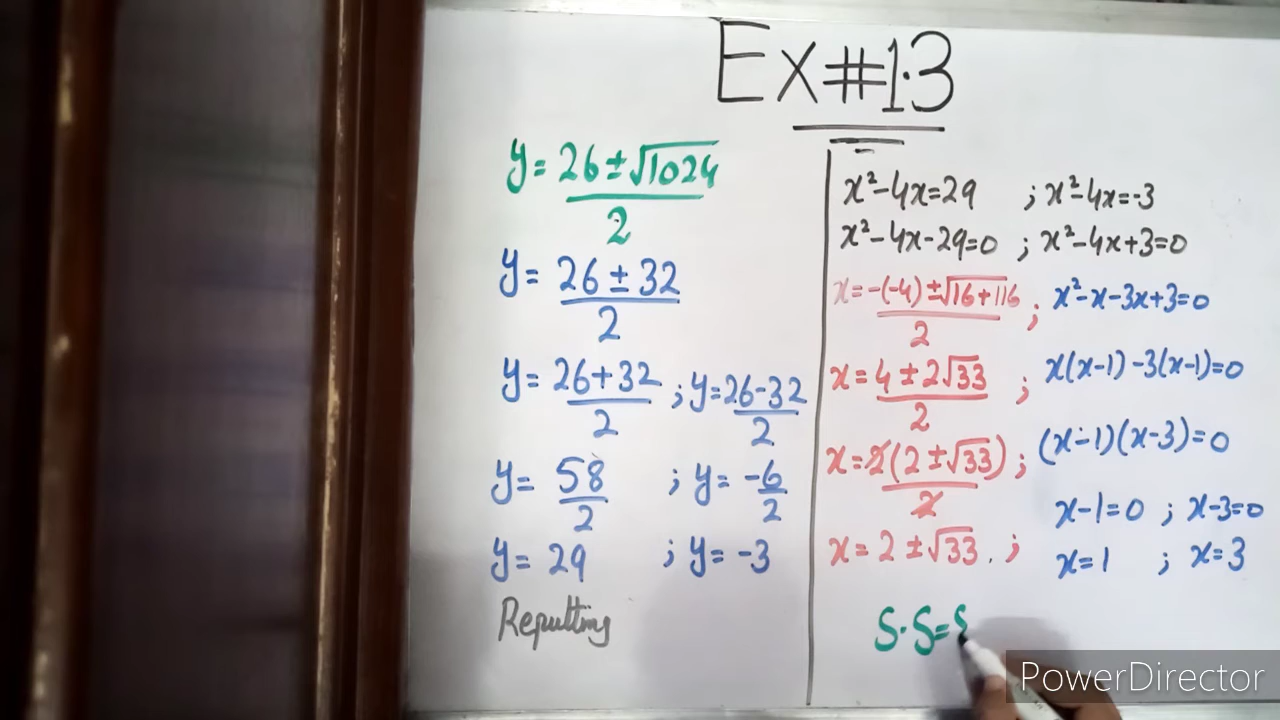 Ex#1.3
y = 26 ± √1024 / 2
y = 26 ± 32 / 2
y = 26 + 32 / 2 ; y = 26 - 32 / 2
y = 58 / 2 ; y = -6 / 2
y = 29 ; y = -3
Reputting
x² - 4x = 29 ; x² - 4x = -3
x² - 4x - 29 = 0 ; x² - 4x + 3 = 0
x = -(-4) ± √16 + 116 / 2 ; x² - x - 3x + 3 = 0
x = 4 ± 2√33 / 2 ; x(x-1) - 3(x-1) = 0
x = 2(2 ± √33) / 2 ; (x-1)(x-3) = 0
x - 1 = 0 ; x - 3 = 0
x = 2 ± √33 . ; x = 1 ; x = 3
S.S =
PowerDirector